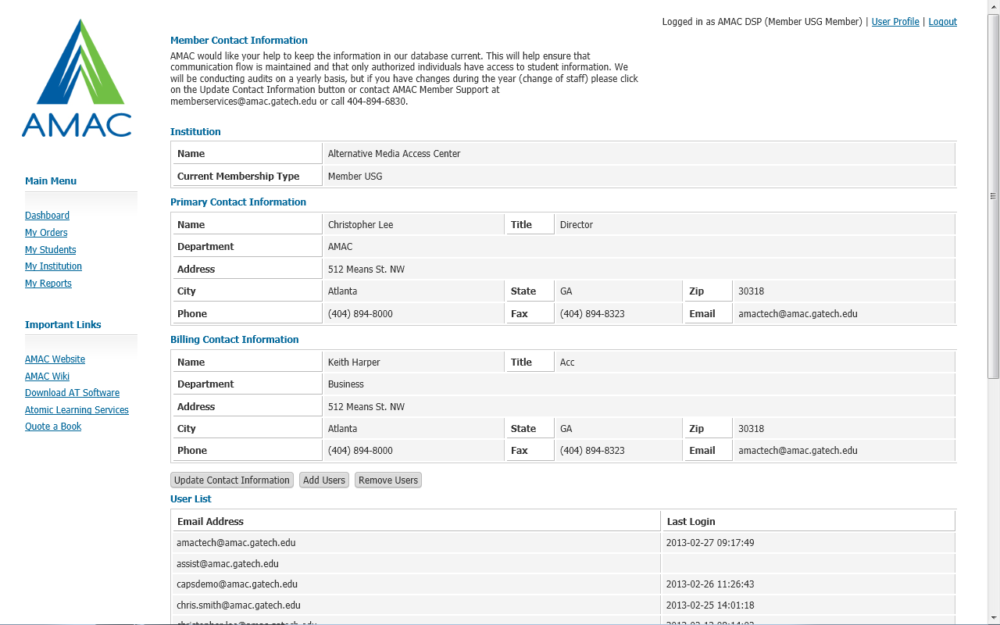 Logged in as AMAC DSP (Member USG Member) | User Profile | Logout
AMAC
Main Menu
Dashboard
My Orders
My Students
My Institution
My Reports
Important Links
AMAC Website
AMAC Wiki
Download AT Software
Atomic Learning Services
Quote a Book
Member Contact Information
AMAC would like your help to keep the information in our database current. This will help ensure that
communication flow is maintained and that only authorized individuals have access to student information. We
will be conducting audits on a yearly basis, but if you have changes during the year (change of staff) please click
on the Update Contact Information button or contact AMAC Member Support at
memberservices@amac.gatech.edu or call 404-894-6830.
Institution
Name Alternative Media Access Center
Current Membership Type Member USG
Primary Contact Information
Name Christopher Lee Title Director
Department AMAC
Address 512 Means St. NW
City Atlanta State GA Zip 30318
Phone (404) 894-8000 Fax (404) 894-8323 Email amactech@amac.gatech.edu
Billing Contact Information
Name Keith Harper Title Acc
Department Business
Address 512 Means St. NW
City Atlanta State GA Zip 30318
Phone (404) 894-8000 Fax (404) 894-8323 Email amactech@amac.gatech.edu
Update Contact Information Add Users Remove Users
User List
Email Address Last Login
amactech@amac.gatech.edu 2013-02-27 09:17:49
assist@amac.gatech.edu
capsdemo@amac.gatech.edu 2013-02-26 11:26:43
chris.smith@amac.gatech.edu 2013-02-25 14:01:18